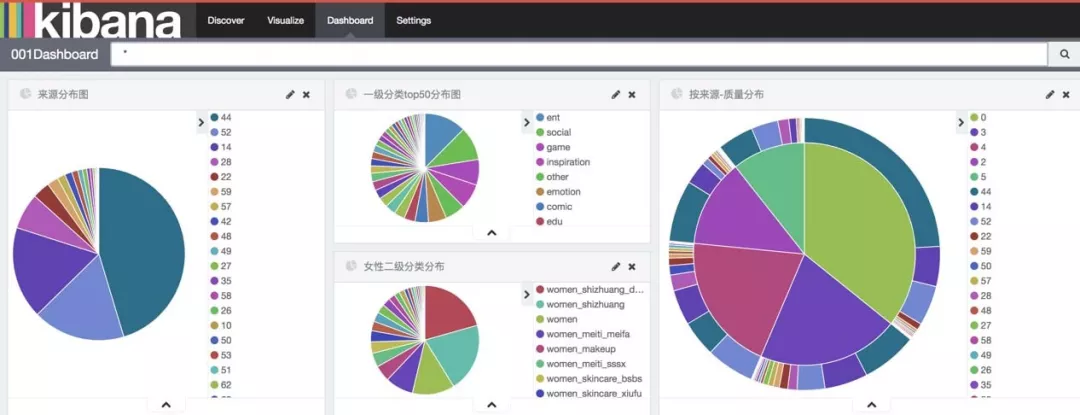 kibana
Discover
Visualize
Dashboard
Settings
001Dashboard
*
来源分布图
44
52
14
28
22
59
57
42
48
49
27
35
58
26
10
50
53
51
62
一级分类top50分布图
ent
social
game
inspiration
other
emotion
comic
edu
女性二级分类分布
women_shizhuang_d...
women_shizhuang
women
women_meiti_meifa
women_makeup
women_meiti_sssx
women_skincare_bsbs
women_skincare_xiufu
按来源-质量分布
0
3
4
2
5
44
14
52
22
59
50
57
28
48
27
58
49
26
35